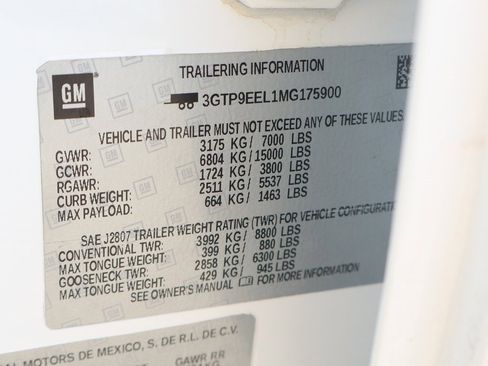 GM
TRAILERING INFORMATION
3GTP9EEL1MG175900
VEHICLE AND TRAILER MUST NOT EXCEED ANY OF THESE VALUES
GVWR: 3175 KG/ 7000 LBS
GCWR: 6804 KG/ 15000 LBS
RGAWR: 1724 KG/ 3800 LBS
CURB WEIGHT: 2511 KG/ 5537 LBS
MAX PAYLOAD: 664 KG/ 1463 LBS
SAE J2807 TRAILER WEIGHT RATING (TWR) FOR VEHICLE CONFIGURAT
CONVENTIONAL TWR: 3992 KG/ 8800 LBS
MAX TONGUE WEIGHT: 399 KG/ 880 LBS
GOOSENECK TWR: 2858 KG/ 6300 LBS
MAX TONGUE WEIGHT: 429 KG/ 945 LBS
SEE OWNER'S MANUAL FOR MORE INFORMATION
AL MOTORS DE MEXICO, S. DE R.L. DE C.V.
GAWR RR